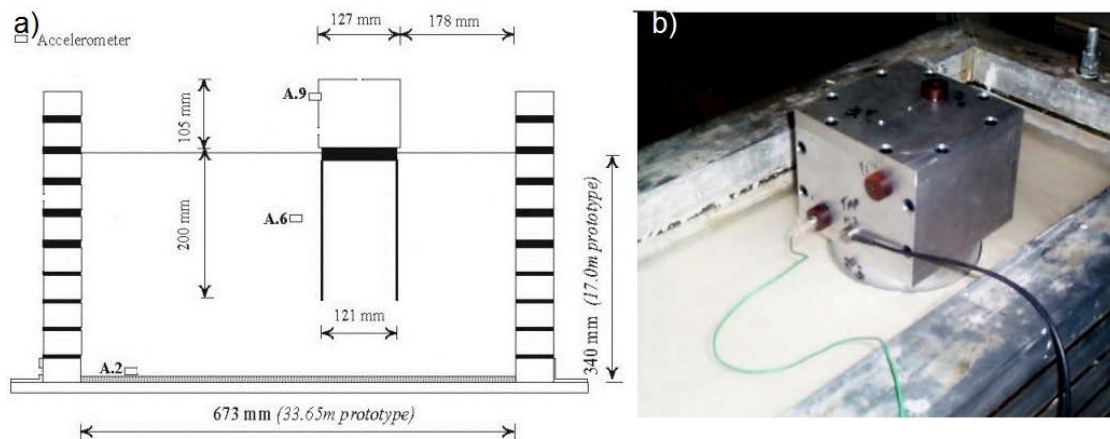 a)
Accelerometer
127 mm
178 mm
A.9
105 mm
A.6
200 mm
121 mm
A.2
340 mm (17.0m prototype)
673 mm (33.65m prototype)
b)